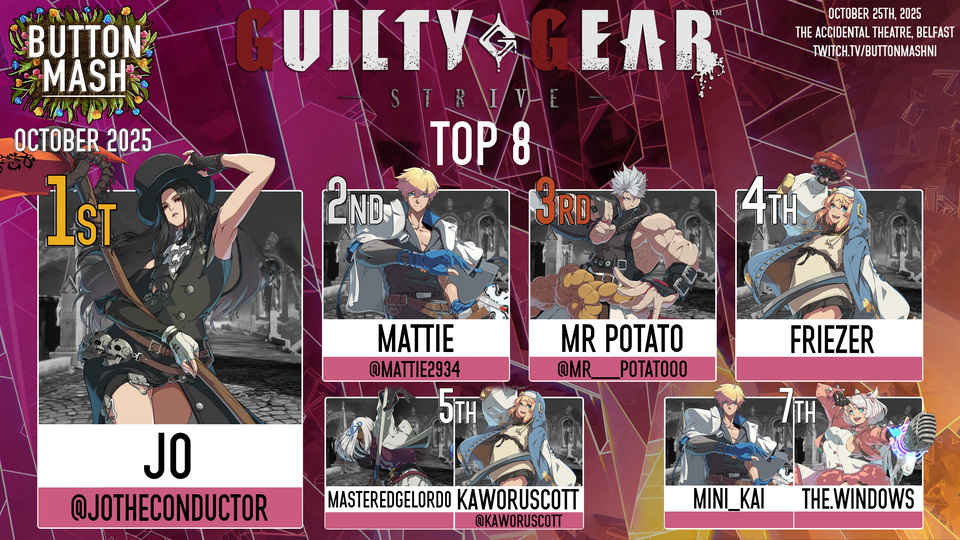 BUTTON
MASH
OCTOBER 2025
GUILTY GEAR™
STRIVE
TOP 8
OCTOBER 25TH, 2025
THE ACCIDENTAL THEATRE, BELFAST
TWITCH.TV/BUTTONMASHNI
1ST
JO
@JOTHECONDUCTOR
2ND
MATTIE
@MATTIE2934
3RD
MR POTATO
@MR___POTATOOO
4TH
FRIEZER
5TH
MASTEREDGELORDO
KAWORUSCOTT
@KAWORUSCOTT
7TH
MINI_KAI
THE.WINDOWS